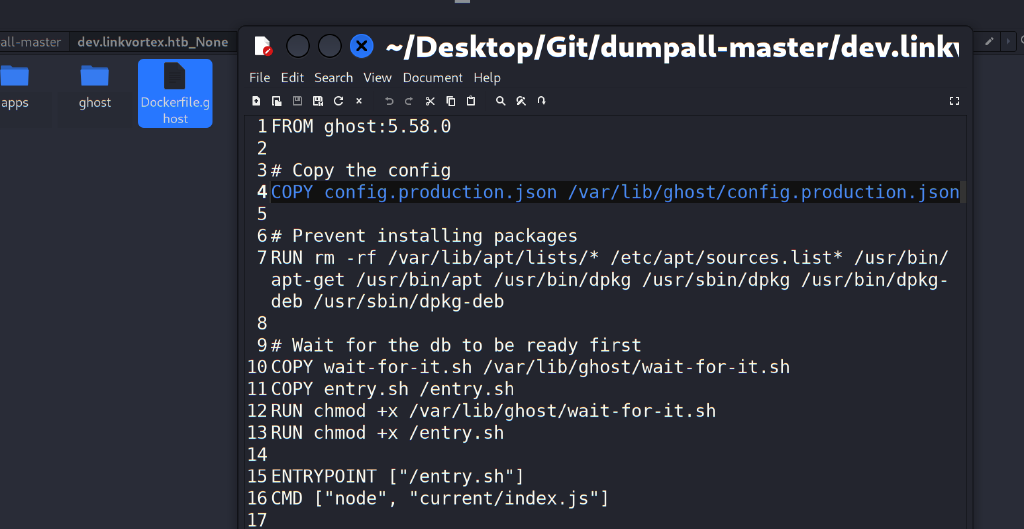 all-master
dev.linkvortex.htb_None
apps
ghost
Dockerfile.g
host
~/Desktop/Git/dumpall-master/dev.link
File Edit Search View Document Help
1 FROM ghost:5.58.0
2
3 # Copy the config
4 COPY config.production.json /var/lib/ghost/config.production.json
5
6 # Prevent installing packages
7 RUN rm -rf /var/lib/apt/lists/* /etc/apt/sources.list* /usr/bin/
apt-get /usr/bin/apt /usr/bin/dpkg /usr/sbin/dpkg /usr/bin/dpkg-
deb /usr/sbin/dpkg-deb
8
9 # Wait for the db to be ready first
10 COPY wait-for-it.sh /var/lib/ghost/wait-for-it.sh
11 COPY entry.sh /entry.sh
12 RUN chmod +x /var/lib/ghost/wait-for-it.sh
13 RUN chmod +x /entry.sh
14
15 ENTRYPOINT ["/entry.sh"]
16 CMD ["node", "current/index.js"]
17